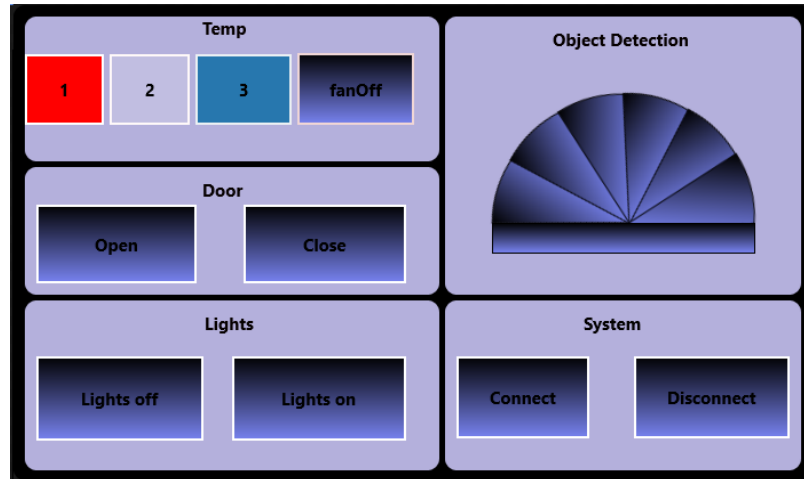 Temp
1 2 3 fanOff
Door
Open Close
Lights
Lights off Lights on
Object Detection
System
Connect Disconnect